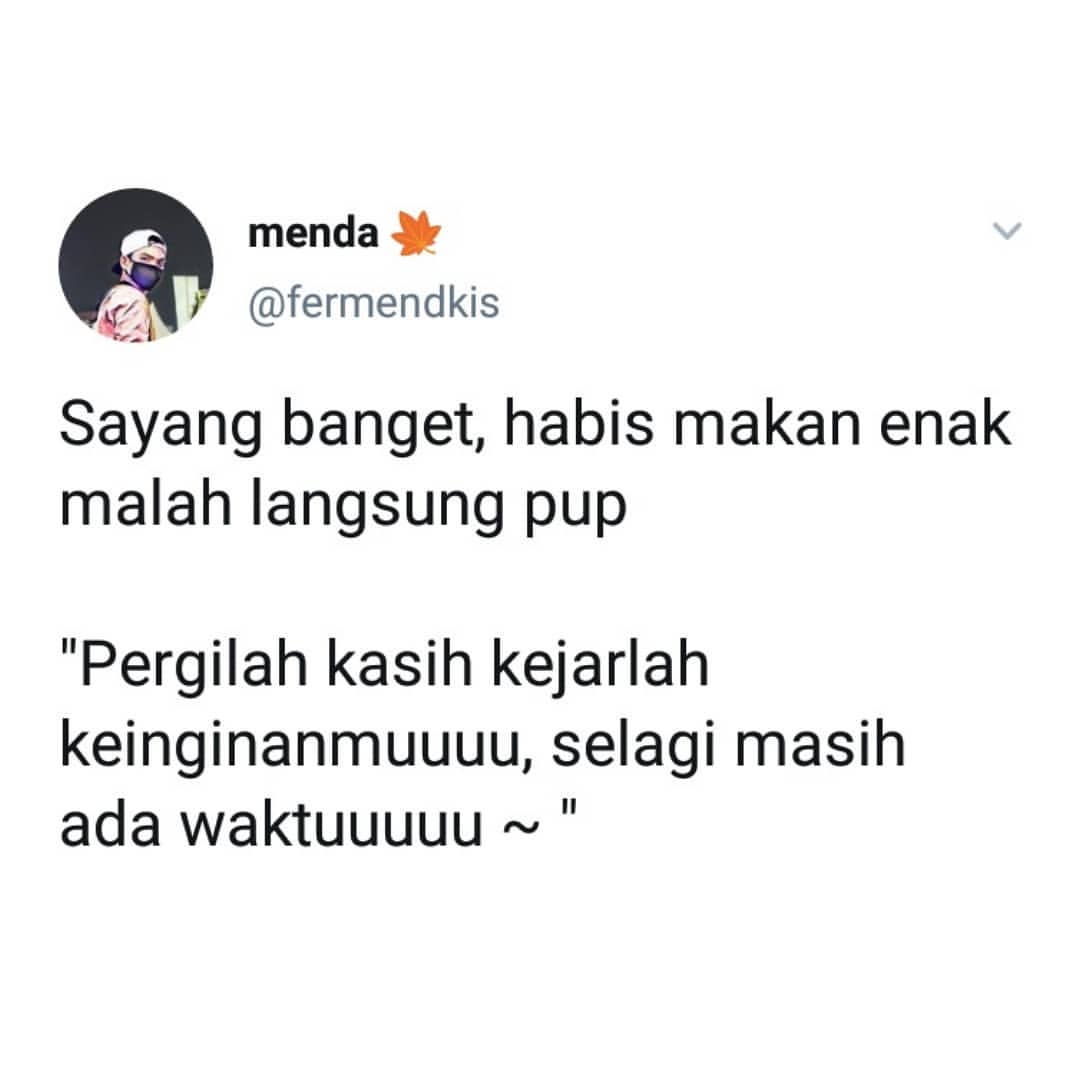 menda 🍁
@fermendkis
Sayang banget, habis makan enak
malah langsung pup
"Pergilah kasih kejarlah
keinginanmuuuu, selagi masih
ada waktuuuuu ~ "